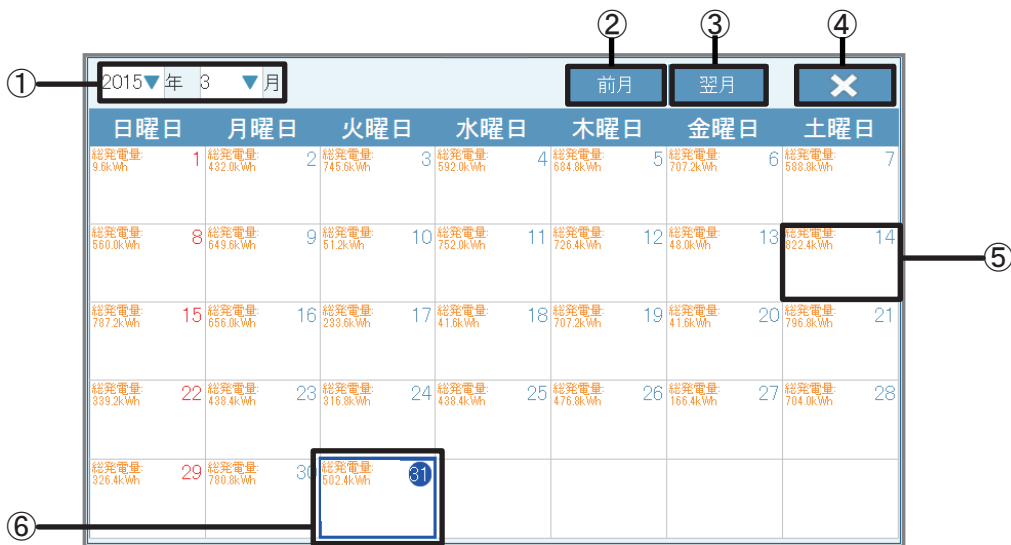 ② ③ ④
① 2015▼ 年 3 ▼ 月 前月 翌月 ✕
日曜日 月曜日 火曜日 水曜日 木曜日 金曜日 土曜日
総発電量: 1 総発電量: 2 総発電量: 3 総発電量: 4 総発電量: 5 総発電量: 6 総発電量: 7
9.6kWh 432.0kWh 745.6kWh 592.0kWh 684.8kWh 707.2kWh 588.8kWh
総発電量: 8 総発電量: 9 総発電量: 10 総発電量: 11 総発電量: 12 総発電量: 13 総発電量: 14
560.0kWh 649.6kWh 51.2kWh 752.0kWh 726.4kWh 48.0kWh 822.4kWh
⑤
総発電量: 15 総発電量: 16 総発電量: 17 総発電量: 18 総発電量: 19 総発電量: 20 総発電量: 21
787.2kWh 656.0kWh 233.6kWh 41.6kWh 707.2kWh 41.6kWh 796.8kWh
総発電量: 22 総発電量: 23 総発電量: 24 総発電量: 25 総発電量: 26 総発電量: 27 総発電量: 28
339.2kWh 438.4kWh 316.8kWh 438.4kWh 476.8kWh 166.4kWh 704.0kWh
総発電量: 29 総発電量: 30 総発電量: 31
326.4kWh 780.8kWh 502.4kWh
⑥